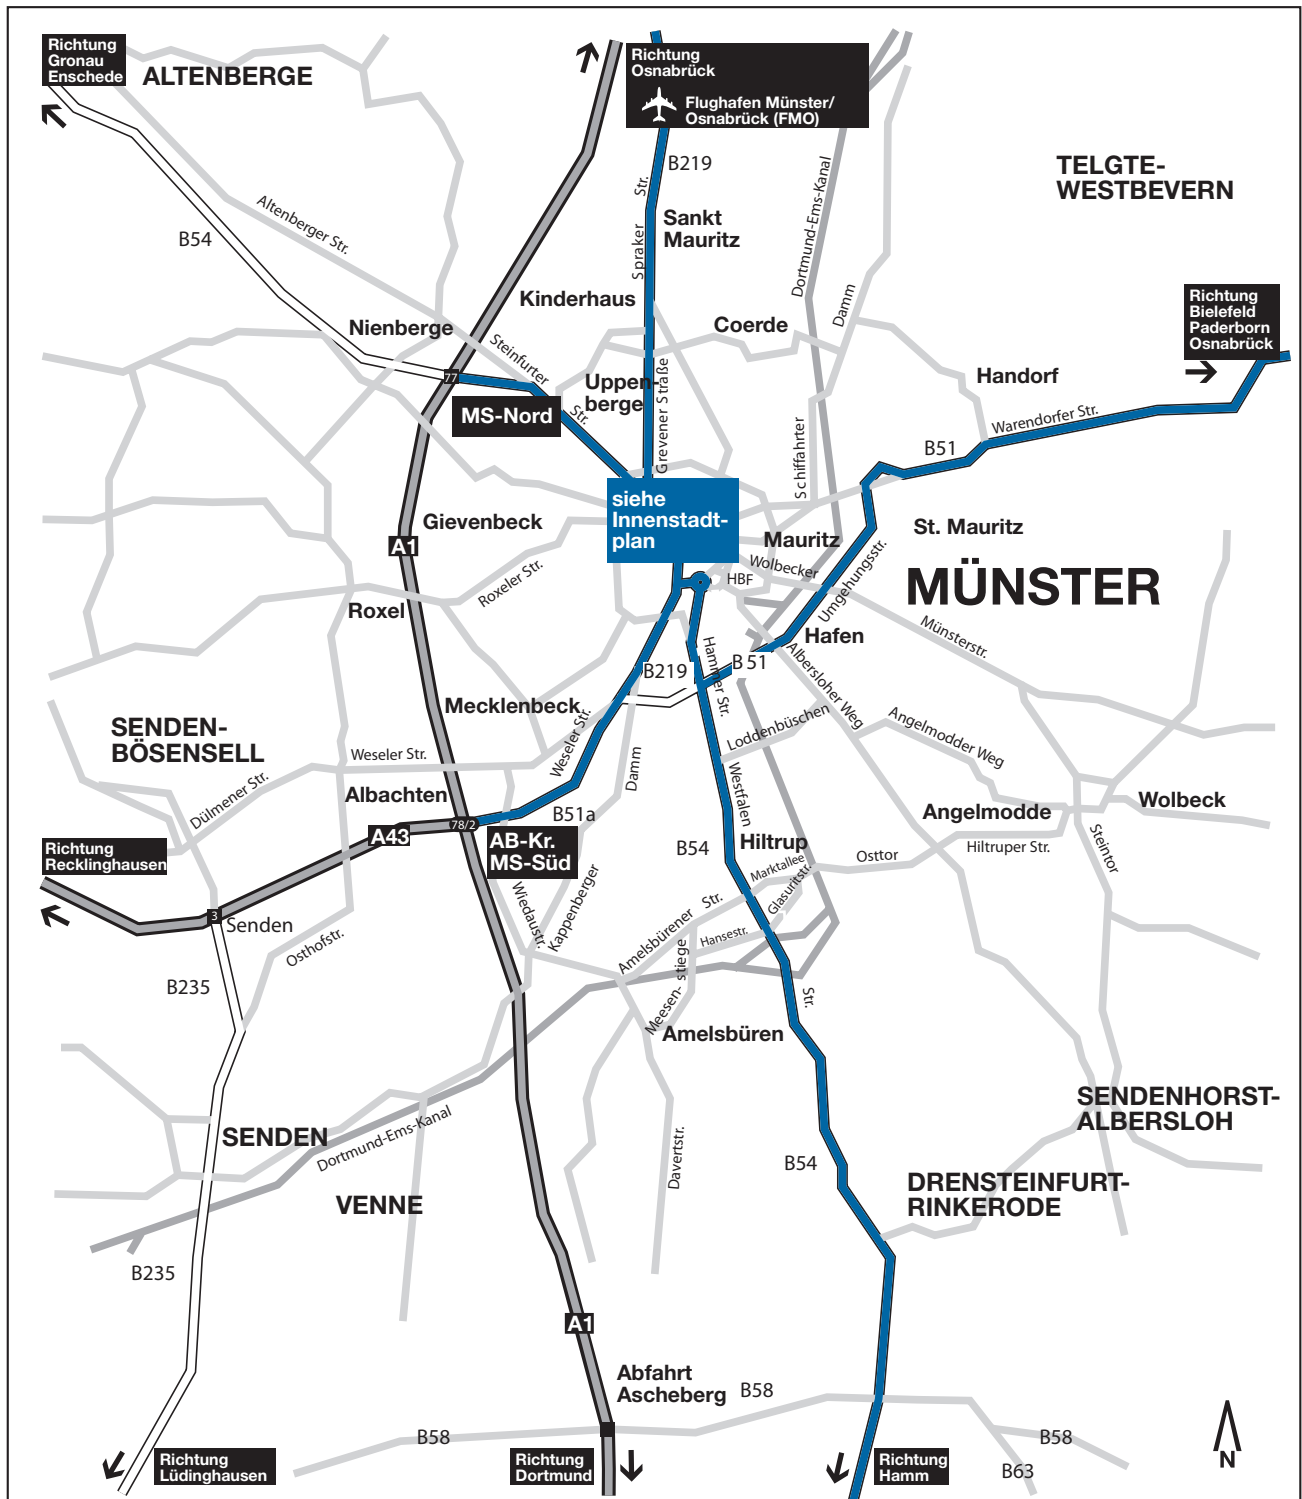 Richtung
Gronau
Enschede
ALTENBERGE
Richtung
Osnabrück
Flughafen Münster/
Osnabrück (FMO)
B219
TELGTE-
WESTBEVERN
Altenberger Str.
B54
Spraker
Str.
Sankt
Mauritz
Dortmund-Ems-Kanal
Damm
Kinderhaus
Nienberge
Coerde
Richtung
Bielefeld
Paderborn
Osnabrück
Steinfurter
Str.
77
MS-Nord
Uppen-
berge
Grevener Straße
Handorf
Warendorfer Str.
B51
Schiffahrter
siehe
Innenstadt-
plan
Gievenbeck
A1
Mauritz
St. Mauritz
Wolbecker
HBF
Umgehungsstr.
MÜNSTER
Roxeler Str.
Roxel
Hafen
Münsterstr.
Hammer Str.
B 51
B219
Albersloher Weg
Mecklenbeck
Weseler Str.
Loddenbüschen
Angelmodder Weg
SENDEN-
BÖSENSELL
Weseler Str.
Dülmener Str.
Damm
Westfalen
Albachten
B51a
78/2
A43
AB-Kr.
MS-Süd
Angelmodde
Wolbeck
Steintor
Hiltruper Str.
Osttor
Hiltrup
B54
Marktallee
Glasuritstr.
Richtung
Recklinghausen
3
Senden
Wiedaustr.
Kappenberger
Amelsbürener Str.
Hansestr.
Osthofstr.
Meesen- stiege
B235
Str.
Amelsbüren
SENDENHORST-
ALBERSLOH
SENDEN
Dortmund-Ems-Kanal
Davertstr.
B54
DRENSTEINFURT-
RINKERODE
VENNE
B235
A1
Abfahrt
Ascheberg
B58
B58
B58
B63
Richtung
Lüdinghausen
Richtung
Dortmund
Richtung
Hamm
N